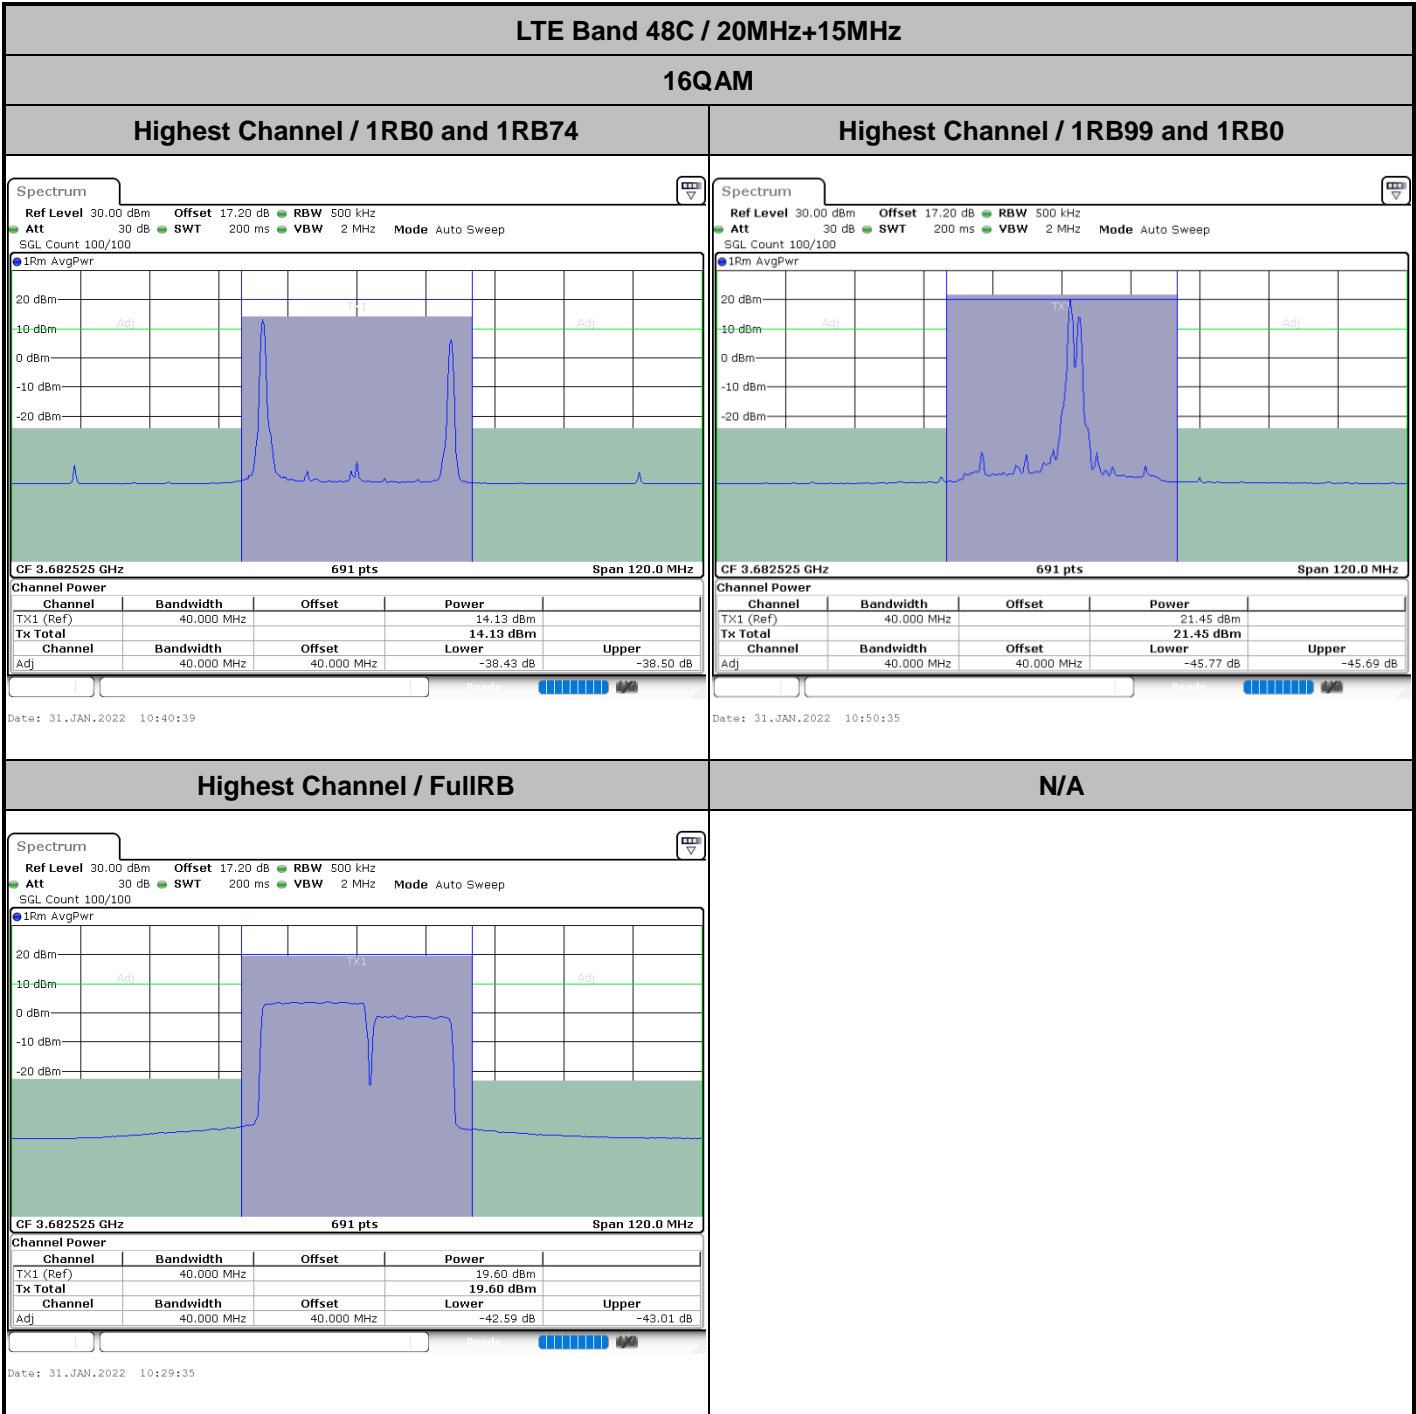 LTE Band 48C / 20MHz+15MHz
16QAM
Highest Channel / 1RB0 and 1RB74
Highest Channel / 1RB99 and 1RB0
Spectrum
Ref Level 30.00 dBm Offset 17.20 dB RBW 500 kHz
Att 30 dB SWT 200 ms VBW 2 MHz Mode Auto Sweep
SGL Count 100/100
1Rm AvgPwr
20 dBm
10 dBm
0 dBm
-10 dBm
-20 dBm
Adj
TX1
Adj
CF 3.682525 GHz 691 pts Span 120.0 MHz
Channel Power
Channel Bandwidth Offset Power
TX1 (Ref) 40.000 MHz 14.13 dBm
Tx Total 14.13 dBm
Channel Bandwidth Offset Lower Upper
Adj 40.000 MHz 40.000 MHz -38.43 dB -38.50 dB
Ready
Date: 31.JAN.2022 10:40:39
Spectrum
Ref Level 30.00 dBm Offset 17.20 dB RBW 500 kHz
Att 30 dB SWT 200 ms VBW 2 MHz Mode Auto Sweep
SGL Count 100/100
1Rm AvgPwr
20 dBm
10 dBm
0 dBm
-10 dBm
-20 dBm
Adj
Adj
CF 3.682525 GHz 691 pts Span 120.0 MHz
Channel Power
Channel Bandwidth Offset Power
TX1 (Ref) 40.000 MHz 21.45 dBm
Tx Total 21.45 dBm
Channel Bandwidth Offset Lower Upper
Adj 40.000 MHz 40.000 MHz -45.77 dB -45.69 dB
Ready
Date: 31.JAN.2022 10:50:35
Highest Channel / FullRB
N/A
Spectrum
Ref Level 30.00 dBm Offset 17.20 dB RBW 500 kHz
Att 30 dB SWT 200 ms VBW 2 MHz Mode Auto Sweep
SGL Count 100/100
1Rm AvgPwr
20 dBm
10 dBm
0 dBm
-10 dBm
-20 dBm
Adj
TX1
Adj
CF 3.682525 GHz 691 pts Span 120.0 MHz
Channel Power
Channel Bandwidth Offset Power
TX1 (Ref) 40.000 MHz 19.60 dBm
Tx Total 19.60 dBm
Channel Bandwidth Offset Lower Upper
Adj 40.000 MHz 40.000 MHz -42.59 dB -43.01 dB
Ready
Date: 31.JAN.2022 10:29:35